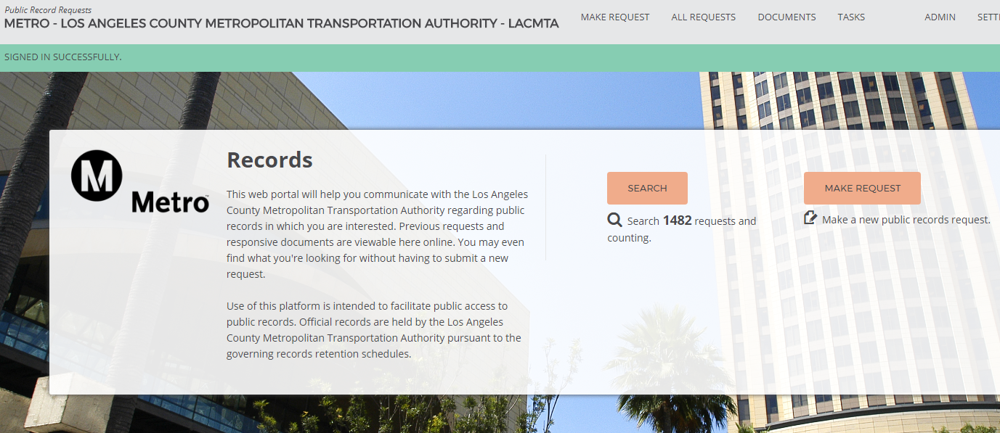 Public Record Requests
METRO - LOS ANGELES COUNTY METROPOLITAN TRANSPORTATION AUTHORITY - LACMTA
MAKE REQUEST
ALL REQUESTS
DOCUMENTS
TASKS
ADMIN
SIGNED IN SUCCESSFULLY.
M
Metro
Records
This web portal will help you communicate with the Los Angeles
County Metropolitan Transportation Authority regarding public
records in which you are interested. Previous requests and
responsive documents are viewable here online. You may even
find what you're looking for without having to submit a new
request.
Use of this platform is intended to facilitate public access to
public records. Official records are held by the Los Angeles
County Metropolitan Transportation Authority pursuant to the
governing records retention schedules.
SEARCH
Search 1482 requests and
counting.
MAKE REQUEST
Make a new public records request.